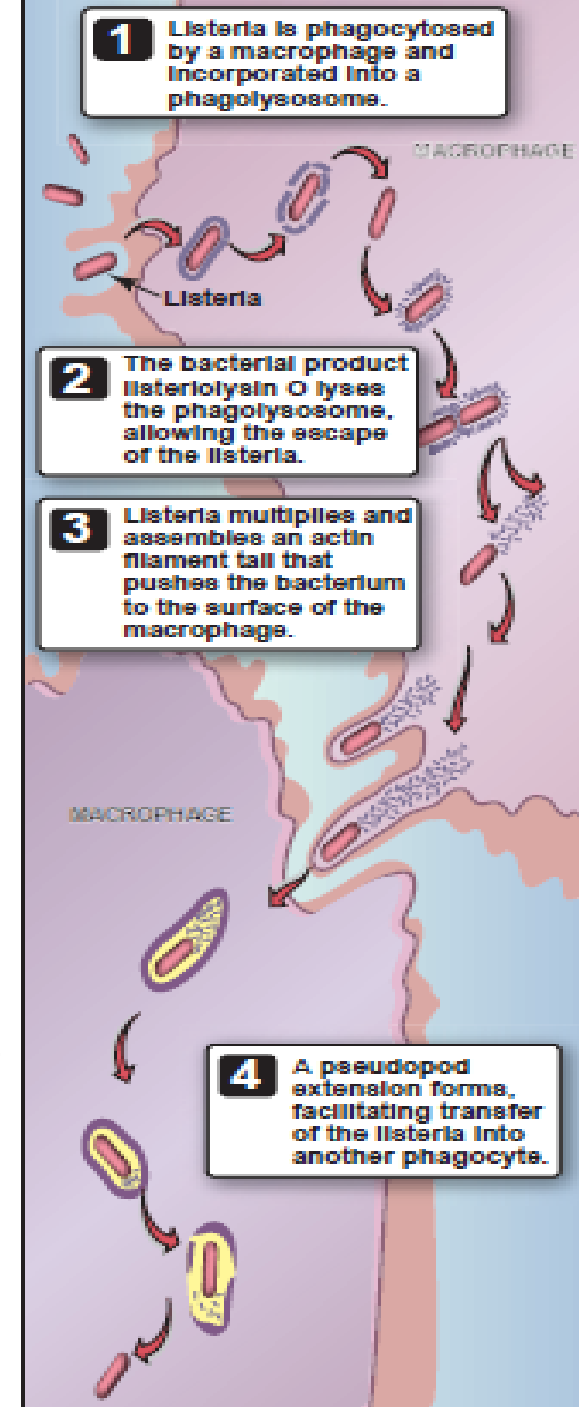 1
Listeria is phagocytosed
by a macrophage and
incorporated into a
phagolysosome.
MACROPHAGE
Listeria
2
The bacterial product
listeriolysin O lyses
the phagolysosome,
allowing the escape
of the listeria.
3
Listeria multiplies and
assembles an actin
filament tail that
pushes the bacterium
to the surface of the
macrophage.
MACROPHAGE
4
A pseudopod
extension forms,
facilitating transfer
of the listeria into
another phagocyte.